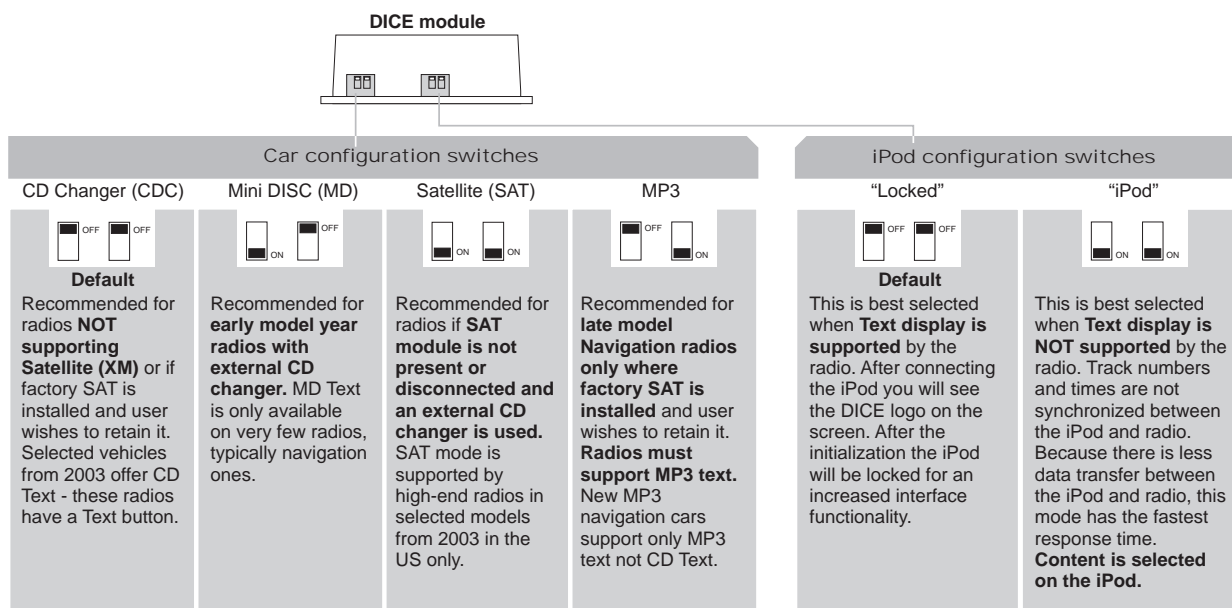 DICE module
Car configuration switches
CD Changer (CDC)
OFF OFF
Default
Recommended for
radios NOT
supporting
Satellite (XM) or if
factory SAT is
installed and user
wishes to retain it.
Selected vehicles
from 2003 offer CD
Text - these radios
have a Text button.
Mini DISC (MD)
ON OFF
Recommended for
early model year
radios with
external CD
changer. MD Text
is only available
on very few radios,
typically navigation
ones.
Satellite (SAT)
ON ON
Recommended for
radios if SAT
module is not
present or
disconnected and
an external CD
changer is used.
SAT mode is
supported by
high-end radios in
selected models
from 2003 in the
US only.
MP3
OFF ON
Recommended for
late model
Navigation radios
only where
factory SAT is
installed and user
wishes to retain it.
Radios must
support MP3 text.
New MP3
navigation cars
support only MP3
text not CD Text.
iPod configuration switches
“Locked”
OFF OFF
Default
This is best selected
when Text display is
supported by the
radio. After connecting
the iPod you will see
the DICE logo on the
screen. After the
initialization the iPod
will be locked for an
increased interface
functionality.
“iPod”
ON ON
This is best selected
when Text display is
NOT supported by the
radio. Track numbers
and times are not
synchronized between
the iPod and radio.
Because there is less
data transfer between
the iPod and radio, this
mode has the fastest
response time.
Content is selected
on the iPod.